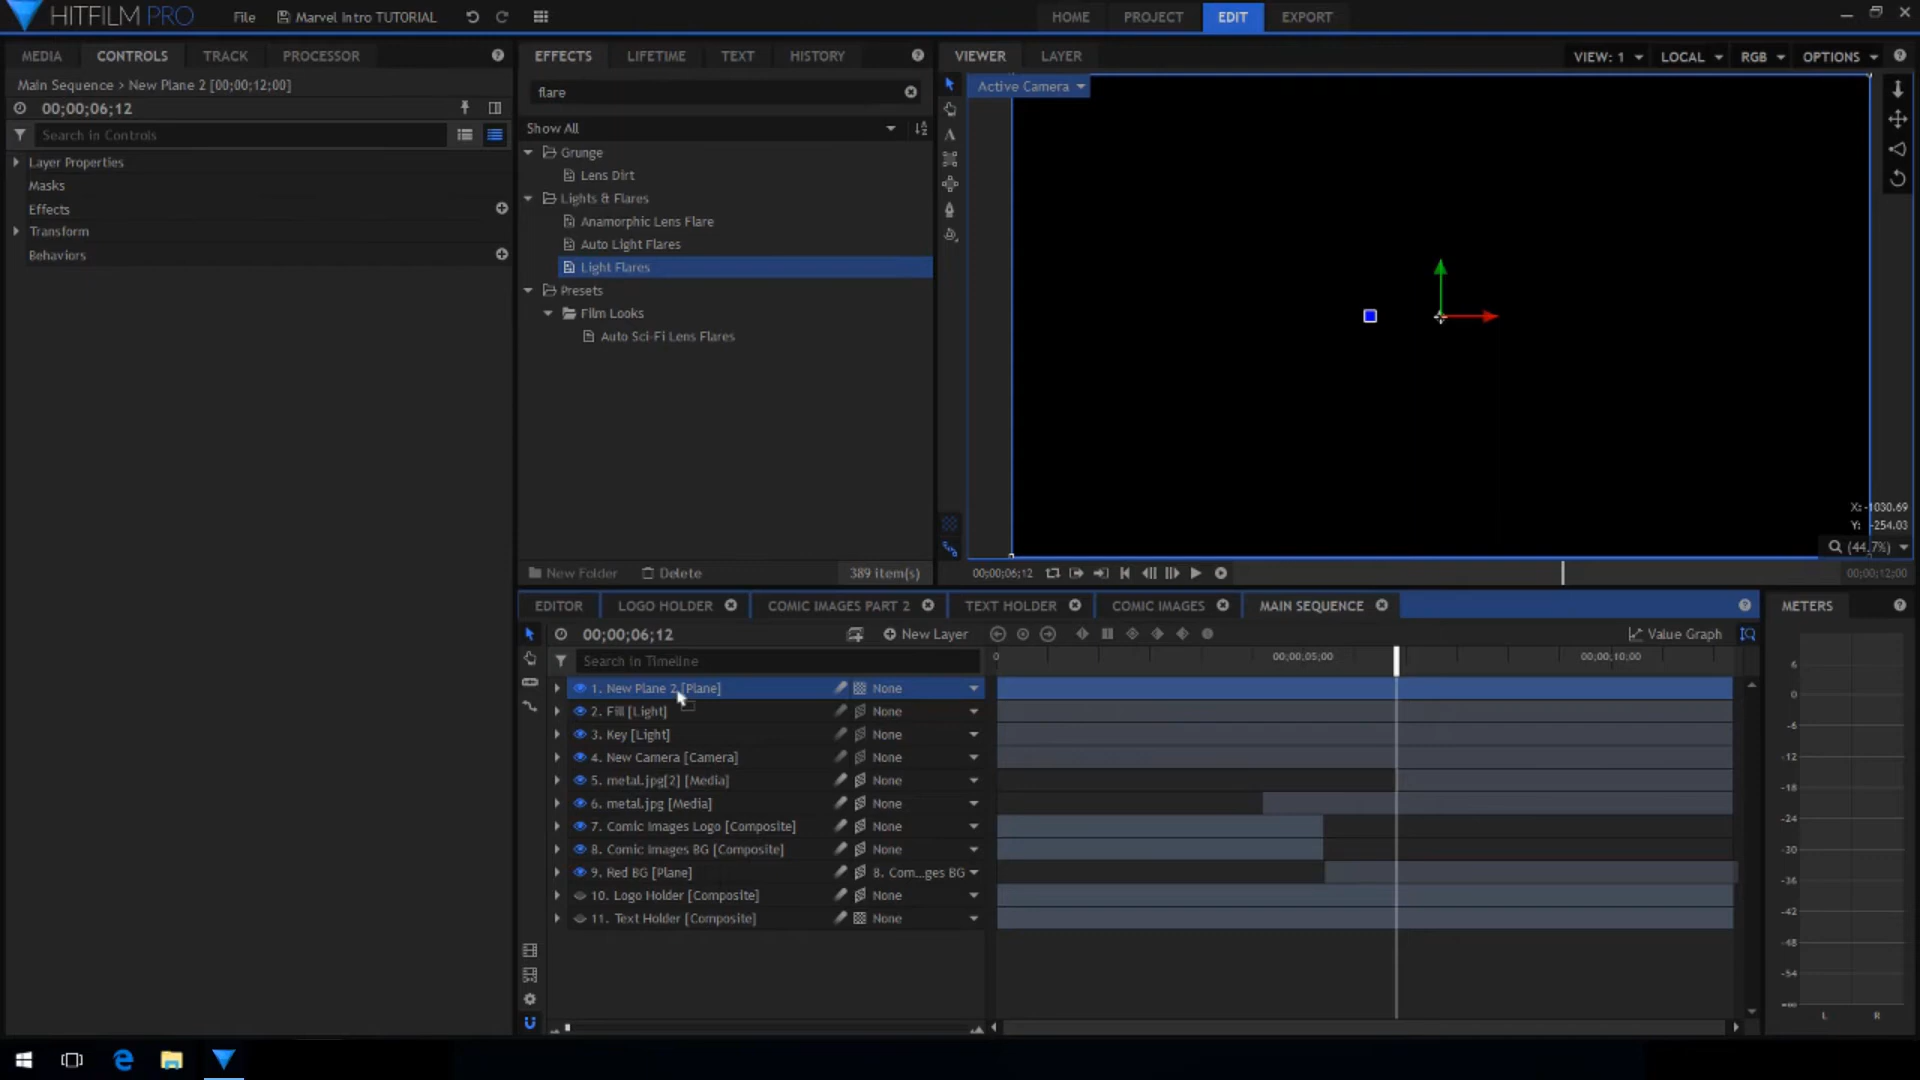 HITFILM PRO
File
Marvel Intro TUTORIAL
HOME
PROJECT
EDIT
EXPORT
MEDIA
CONTROLS
TRACK
PROCESSOR
Main Sequence > New Plane 2 [00;00;12;00]
00;00;06;12
Search in Controls
Layer Properties
Masks
Effects
Transform
Behaviors
EFFECTS
LIFETIME
TEXT
HISTORY
flare
Show All
Grunge
Lens Dirt
Lights & Flares
Anamorphic Lens Flare
Auto Light Flares
Light Flares
Presets
Film Looks
Auto Sci-Fi Lens Flares
New Folder
Delete
389 item(s)
VIEWER
LAYER
VIEW: 1
LOCAL
RGB
OPTIONS
Active Camera
X: -1030.69
Y: -254.03
(44.7%)
00;00;06;12
00;00;12;00
EDITOR
LOGO HOLDER
COMIC IMAGES PART 2
TEXT HOLDER
COMIC IMAGES
MAIN SEQUENCE
00;00;06;12
New Layer
Value Graph
Search in Timeline
0
00;00;05;00
00;00;10;00
1. New Plane 2 [Plane] None
2. Fill [Light] None
3. Key [Light] None
4. New Camera [Camera] None
5. metal.jpg[2] [Media] None
6. metal.jpg [Media] None
7. Comic Images Logo [Composite] None
8. Comic Images BG [Composite] None
9. Red BG [Plane] 8. Com...ges BG
10. Logo Holder [Composite] None
11. Text Holder [Composite] None
METERS
6
0
-6
-12
-18
-24
-30
-36
-42
-48
-54
-∞
L R